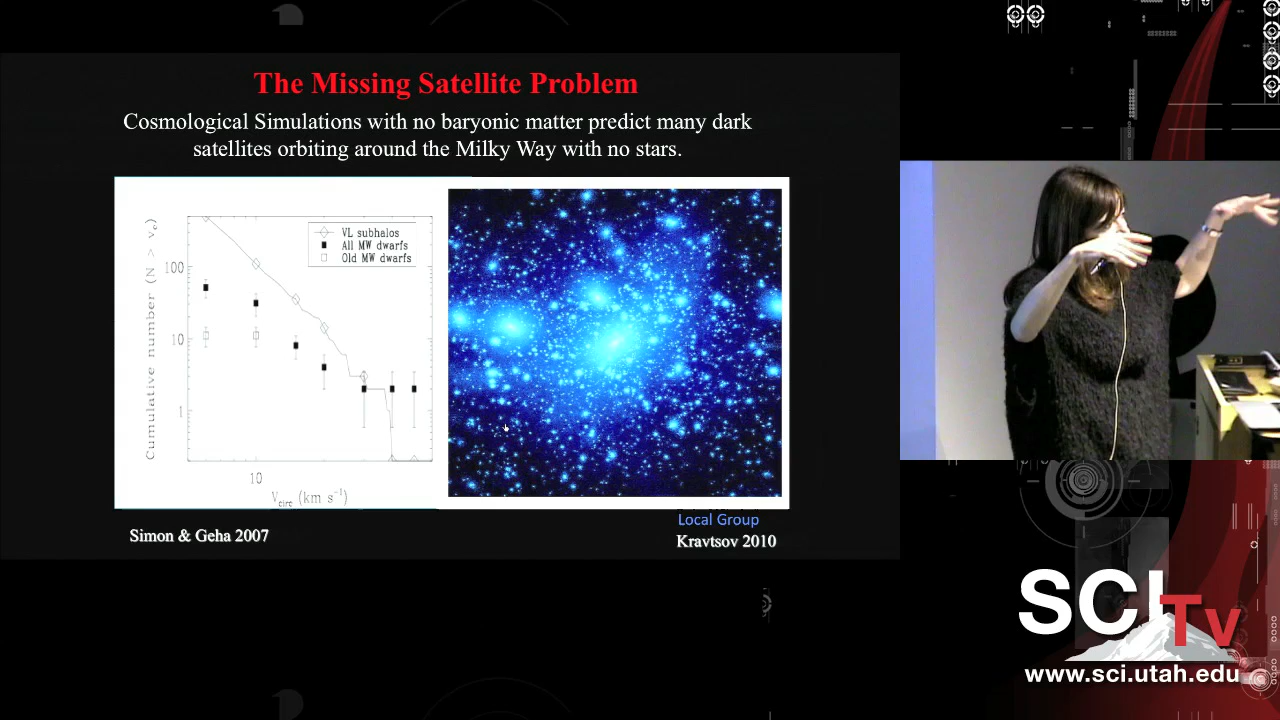 The Missing Satellite Problem
Cosmological Simulations with no baryonic matter predict many dark
satellites orbiting around the Milky Way with no stars.
VL subhalos
All MW dwarfs
Old MW dwarfs
Cumulative number (N > vc)
100
10
1
10
Vcirc (km s⁻¹)
Simon & Geha 2007
Local Group
Kravtsov 2010
SCI
Tv
www.sci.utah.edu